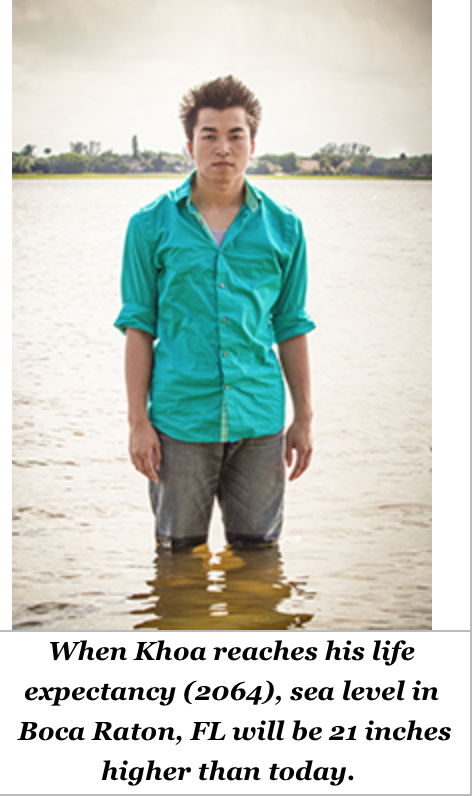 When Khoa reaches his life
expectancy (2064), sea level in
Boca Raton, FL will be 21 inches
higher than today.